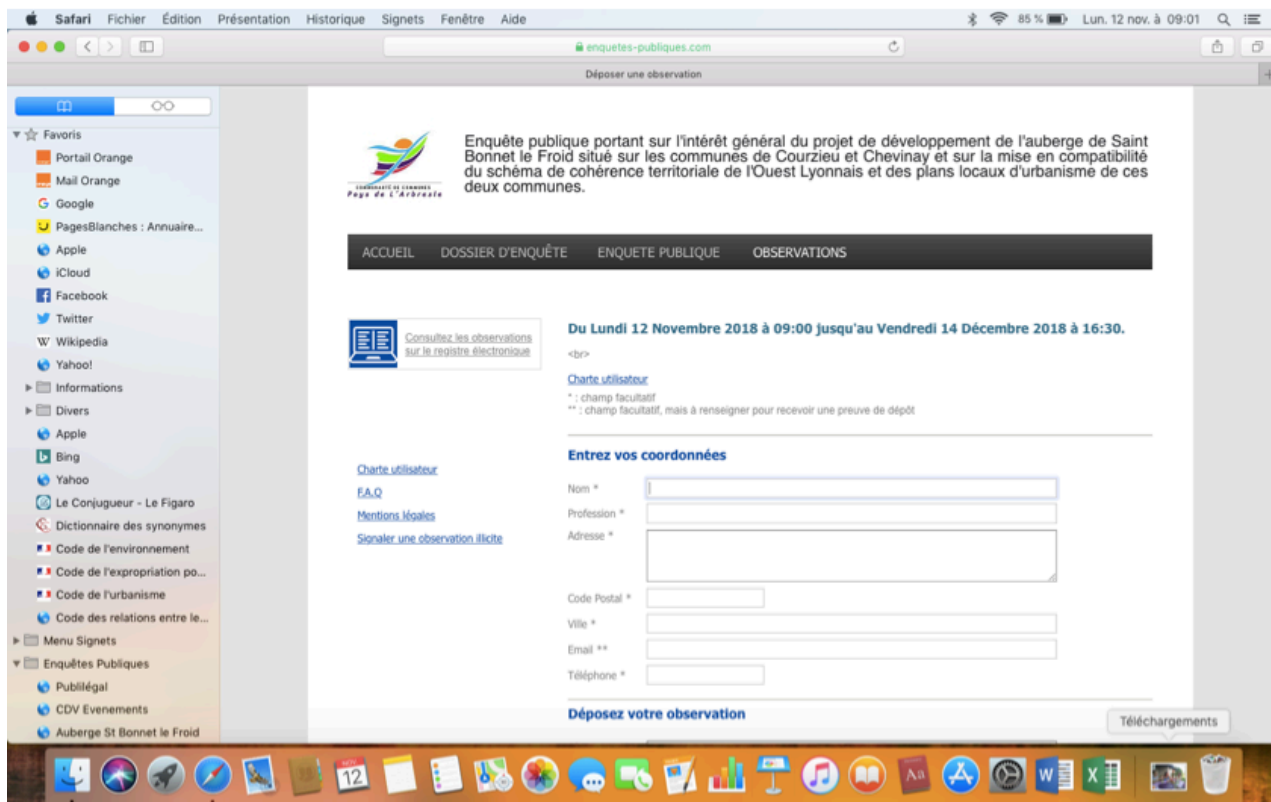 Safari Fichier Édition Présentation Historique Signets Fenêtre Aide 85 % Lun. 12 nov. à 09:01
enquetes-publiques.com
Déposer une observation
Favoris
Portail Orange
Mail Orange
Google
PagesBlanches : Annuaire...
Apple
iCloud
Facebook
Twitter
Wikipedia
Yahoo!
Informations
Divers
Apple
Bing
Yahoo
Le Conjugueur - Le Figaro
Dictionnaire des synonymes
Code de l'environnement
Code de l'expropriation po...
Code de l'urbanisme
Code des relations entre le...
Menu Signets
Enquêtes Publiques
Publilégal
CDV Evenements
Auberge St Bonnet le Froid
COMMUNAUTÉ DE COMMUNES
Pays de L'Arbresle
Enquête publique portant sur l'intérêt général du projet de développement de l'auberge de Saint
Bonnet le Froid situé sur les communes de Courzieu et Chevinay et sur la mise en compatibilité
du schéma de cohérence territoriale de l'Ouest Lyonnais et des plans locaux d'urbanisme de ces
deux communes.
ACCUEIL DOSSIER D'ENQUÊTE ENQUETE PUBLIQUE OBSERVATIONS
Consultez les observations
sur le registre électronique
Charte utilisateur
F.A.Q
Mentions légales
Signaler une observation illicite
Du Lundi 12 Novembre 2018 à 09:00 jusqu'au Vendredi 14 Décembre 2018 à 16:30.
<br>
Charte utilisateur
* : champ facultatif
** : champ facultatif, mais à renseigner pour recevoir une preuve de dépôt
Entrez vos coordonnées
Nom *
Profession *
Adresse *
Code Postal *
Ville *
Email **
Téléphone *
Déposez votre observation
Téléchargements
NOV.
12
Aa
W
X